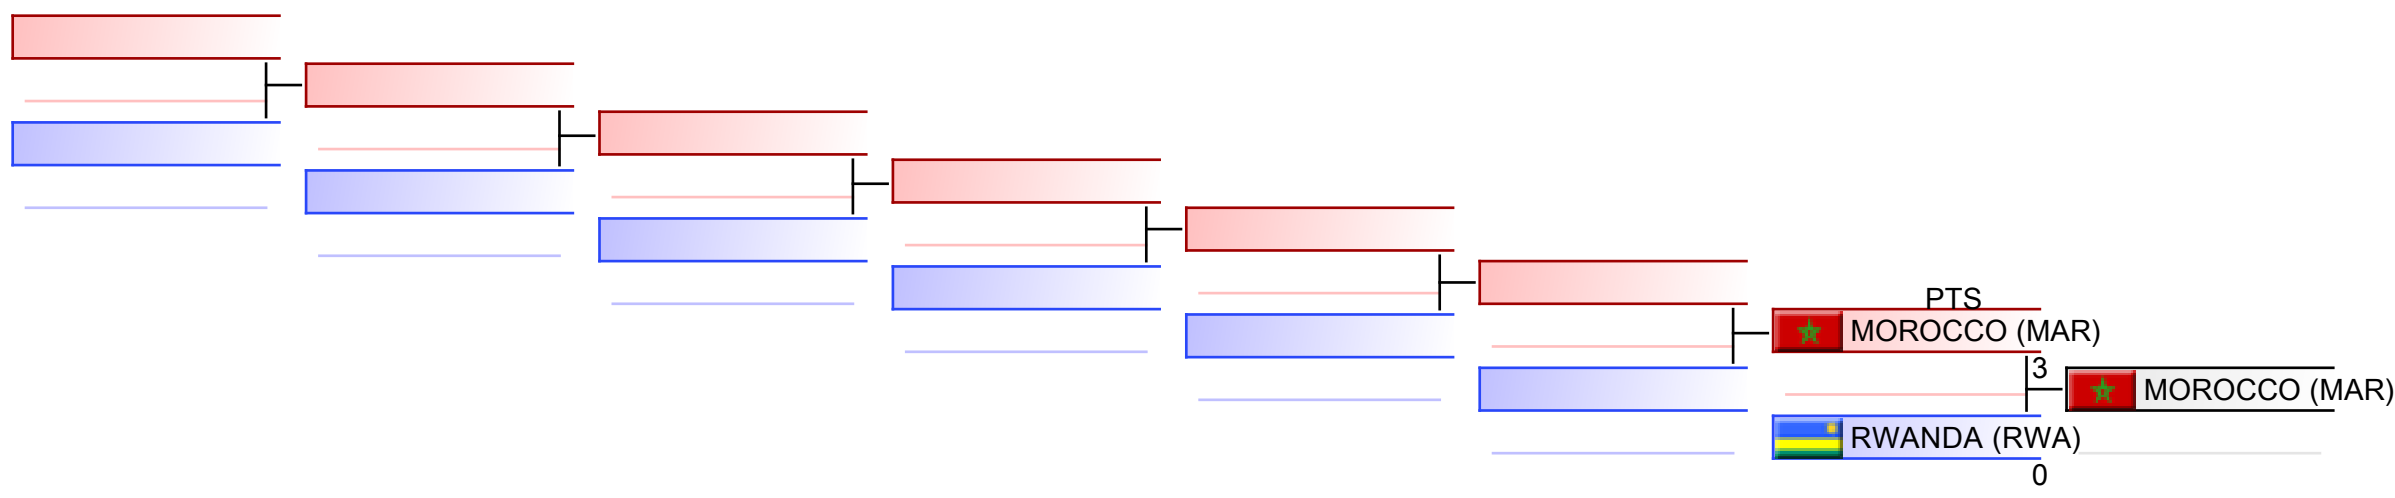 PTS
MOROCCO (MAR)
3
MOROCCO (MAR)
RWANDA (RWA)
0